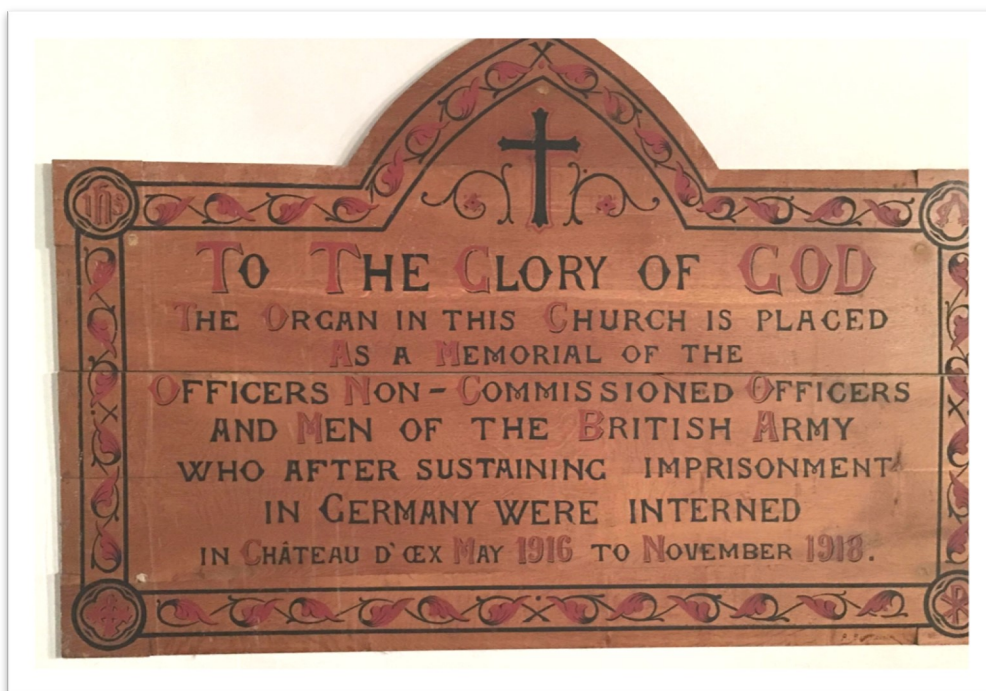 IHS
TO THE GLORY OF GOD
THE ORGAN IN THIS CHURCH IS PLACED
AS A MEMORIAL OF THE
OFFICERS NON-COMMISSIONED OFFICERS
AND MEN OF THE BRITISH ARMY
WHO AFTER SUSTAINING IMPRISONMENT
IN GERMANY WERE INTERNED
IN CHÂTEAU D'ŒX MAY 1916 TO NOVEMBER 1918.